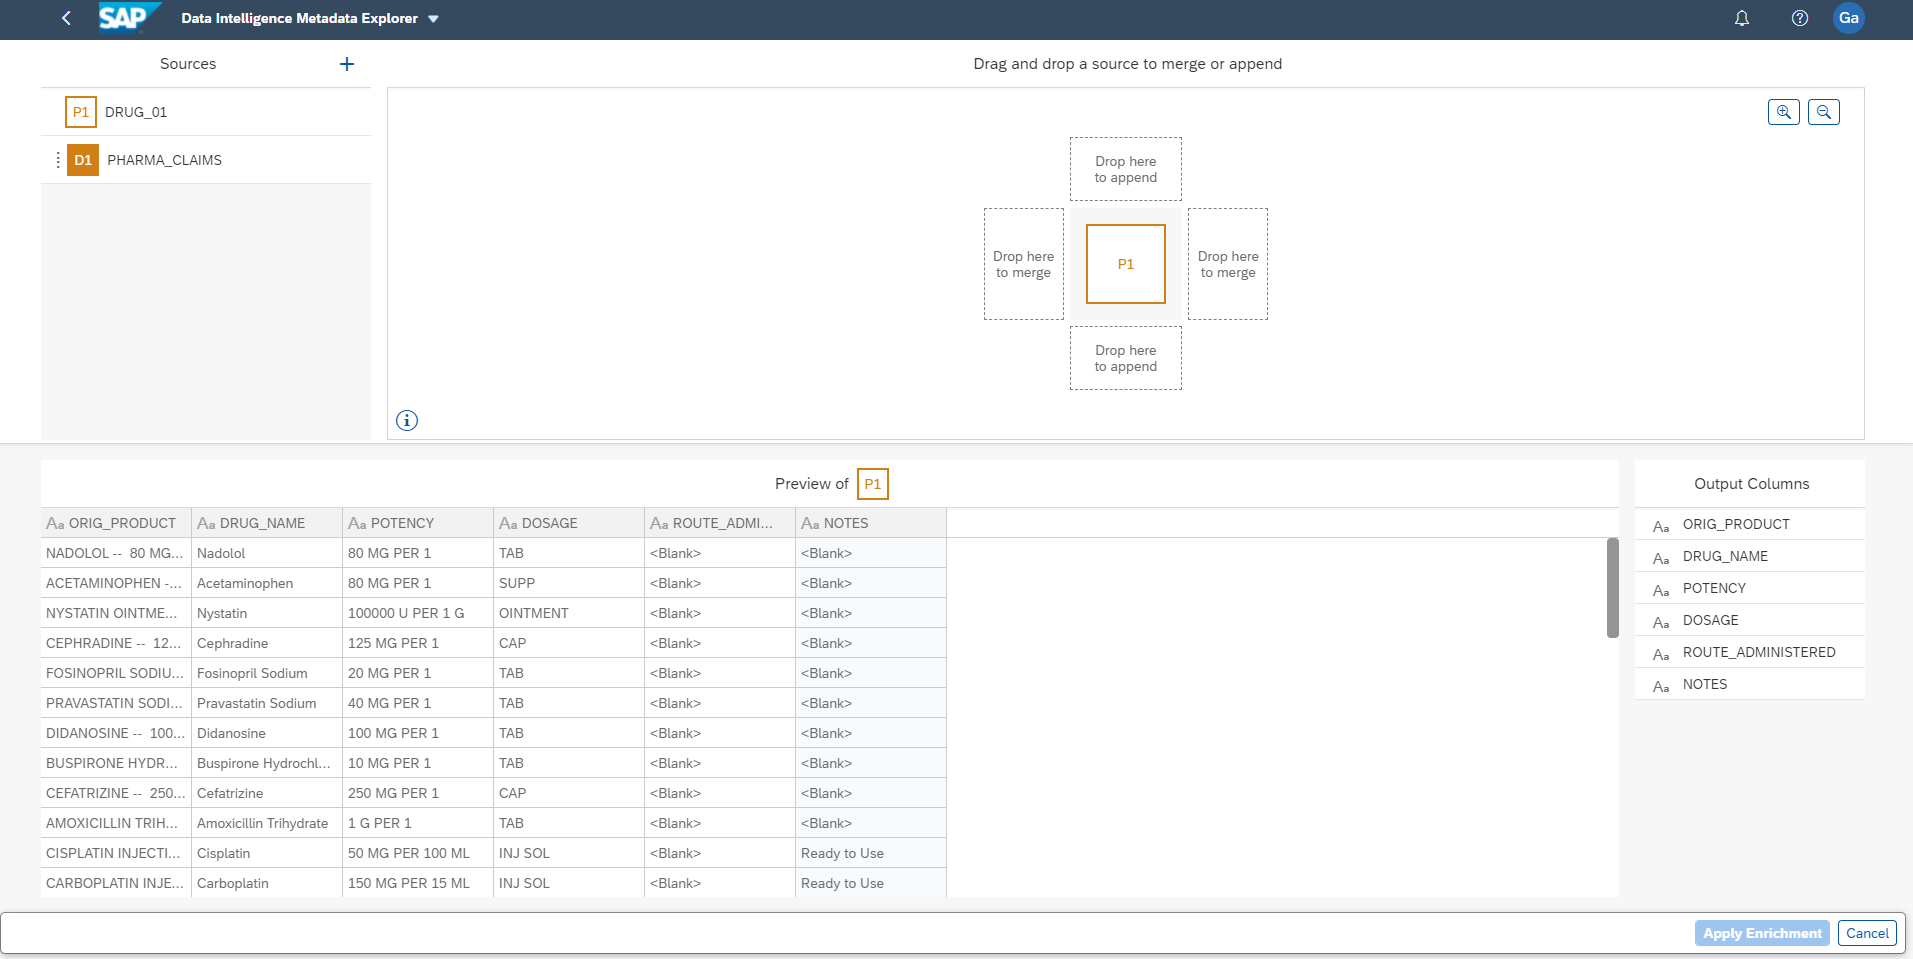 SAP Data Intelligence Metadata Explorer Ga
Sources
Drag and drop a source to merge or append
P1 DRUG_01
D1 PHARMA_CLAIMS
Drop here
to append
Drop here
to merge
P1
Drop here
to merge
Drop here
to append
Preview of P1
Aa ORIG_PRODUCT Aa DRUG_NAME Aa POTENCY Aa DOSAGE Aa ROUTE_ADMI... Aa NOTES
NADOLOL -- 80 MG... Nadolol 80 MG PER 1 TAB <Blank> <Blank>
ACETAMINOPHEN -... Acetaminophen 80 MG PER 1 SUPP <Blank> <Blank>
NYSTATIN OINTME... Nystatin 100000 U PER 1 G OINTMENT <Blank> <Blank>
CEPHRADINE -- 12... Cephradine 125 MG PER 1 CAP <Blank> <Blank>
FOSINOPRIL SODIU... Fosinopril Sodium 20 MG PER 1 TAB <Blank> <Blank>
PRAVASTATIN SODI... Pravastatin Sodium 40 MG PER 1 TAB <Blank> <Blank>
DIDANOSINE -- 100... Didanosine 100 MG PER 1 TAB <Blank> <Blank>
BUSPIRONE HYDR... Buspirone Hydrochl... 10 MG PER 1 TAB <Blank> <Blank>
CEFATRIZINE -- 250... Cefatrizine 250 MG PER 1 CAP <Blank> <Blank>
AMOXICILLIN TRIH... Amoxicillin Trihydrate 1 G PER 1 TAB <Blank> <Blank>
CISPLATIN INJECTI... Cisplatin 50 MG PER 100 ML INJ SOL <Blank> Ready to Use
CARBOPLATIN INJE... Carboplatin 150 MG PER 15 ML INJ SOL <Blank> Ready to Use
Output Columns
Aa ORIG_PRODUCT
Aa DRUG_NAME
Aa POTENCY
Aa DOSAGE
Aa ROUTE_ADMINISTERED
Aa NOTES
Apply Enrichment Cancel